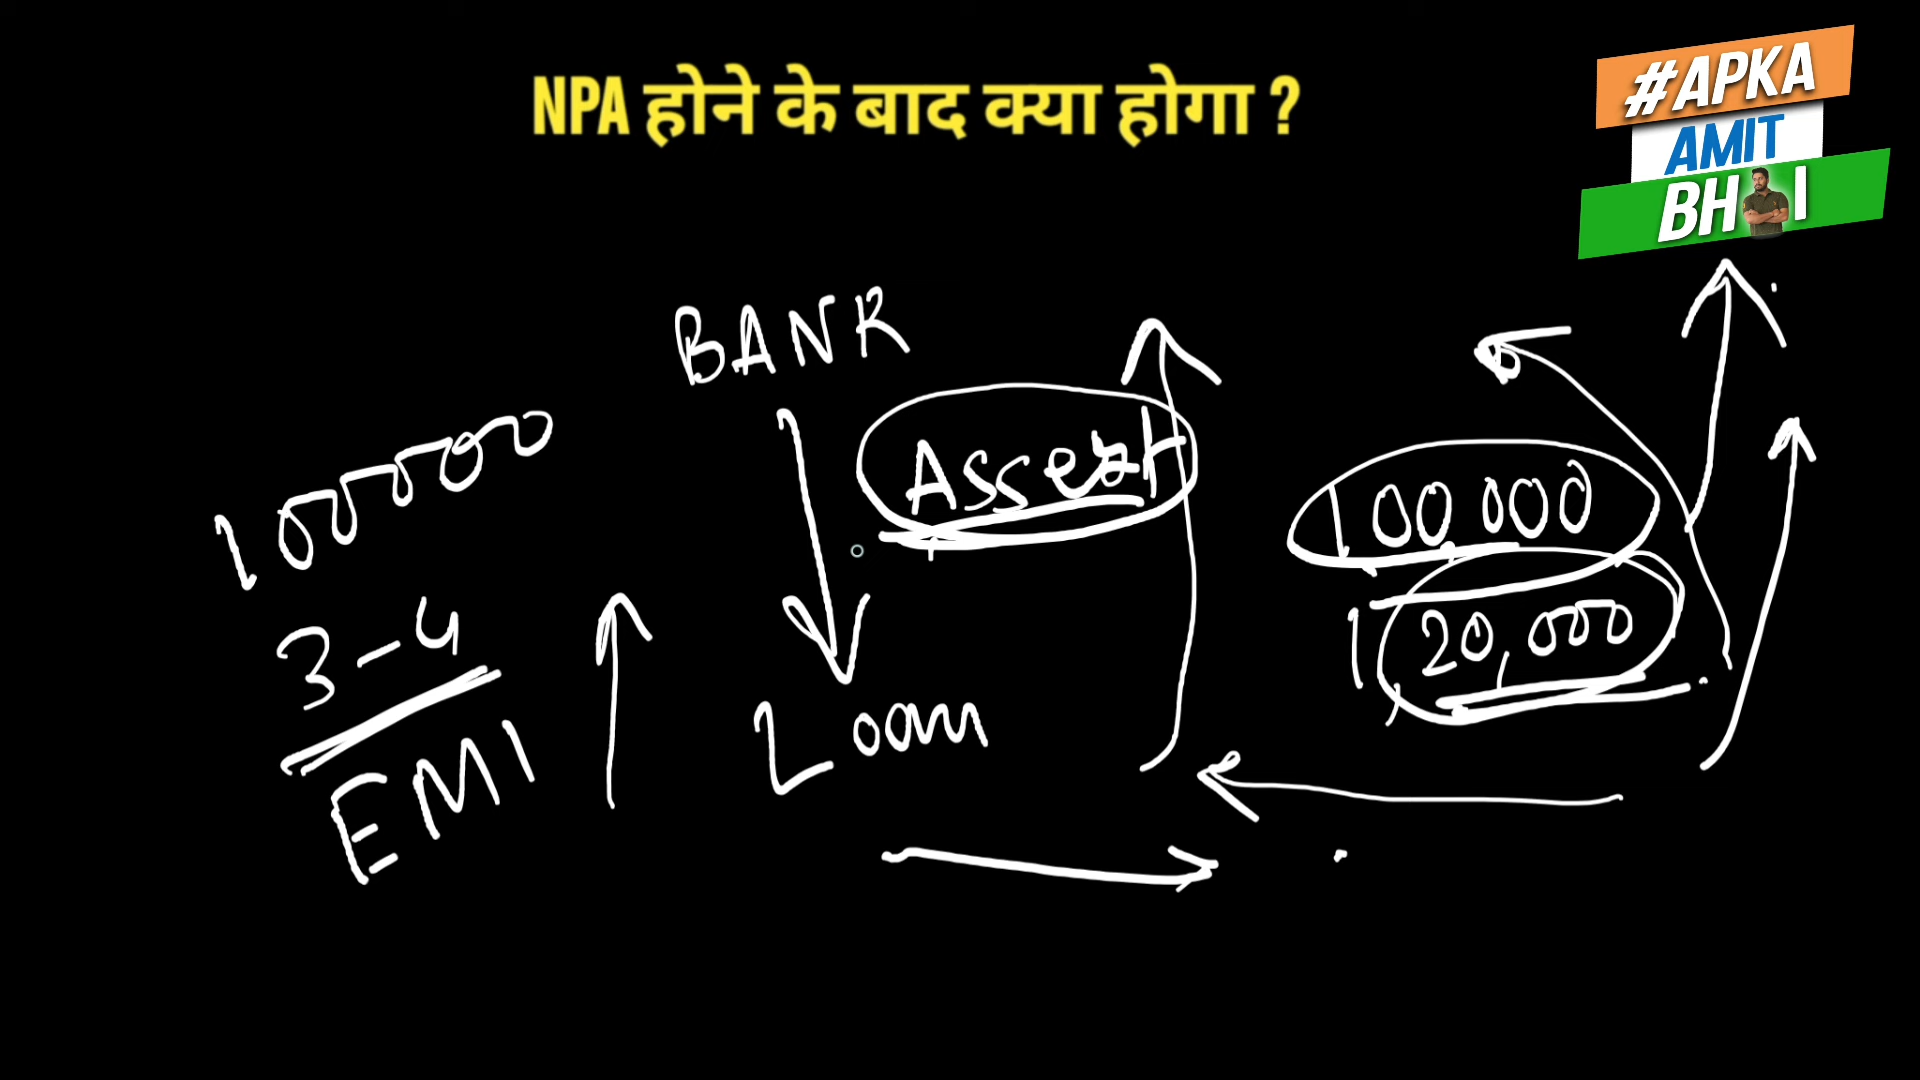 NPA होने के बाद क्या होगा ?
#APKA
AMIT
BHAI
BANK
Assest
100000
100,000
120,000
3-4
EMI
Loan